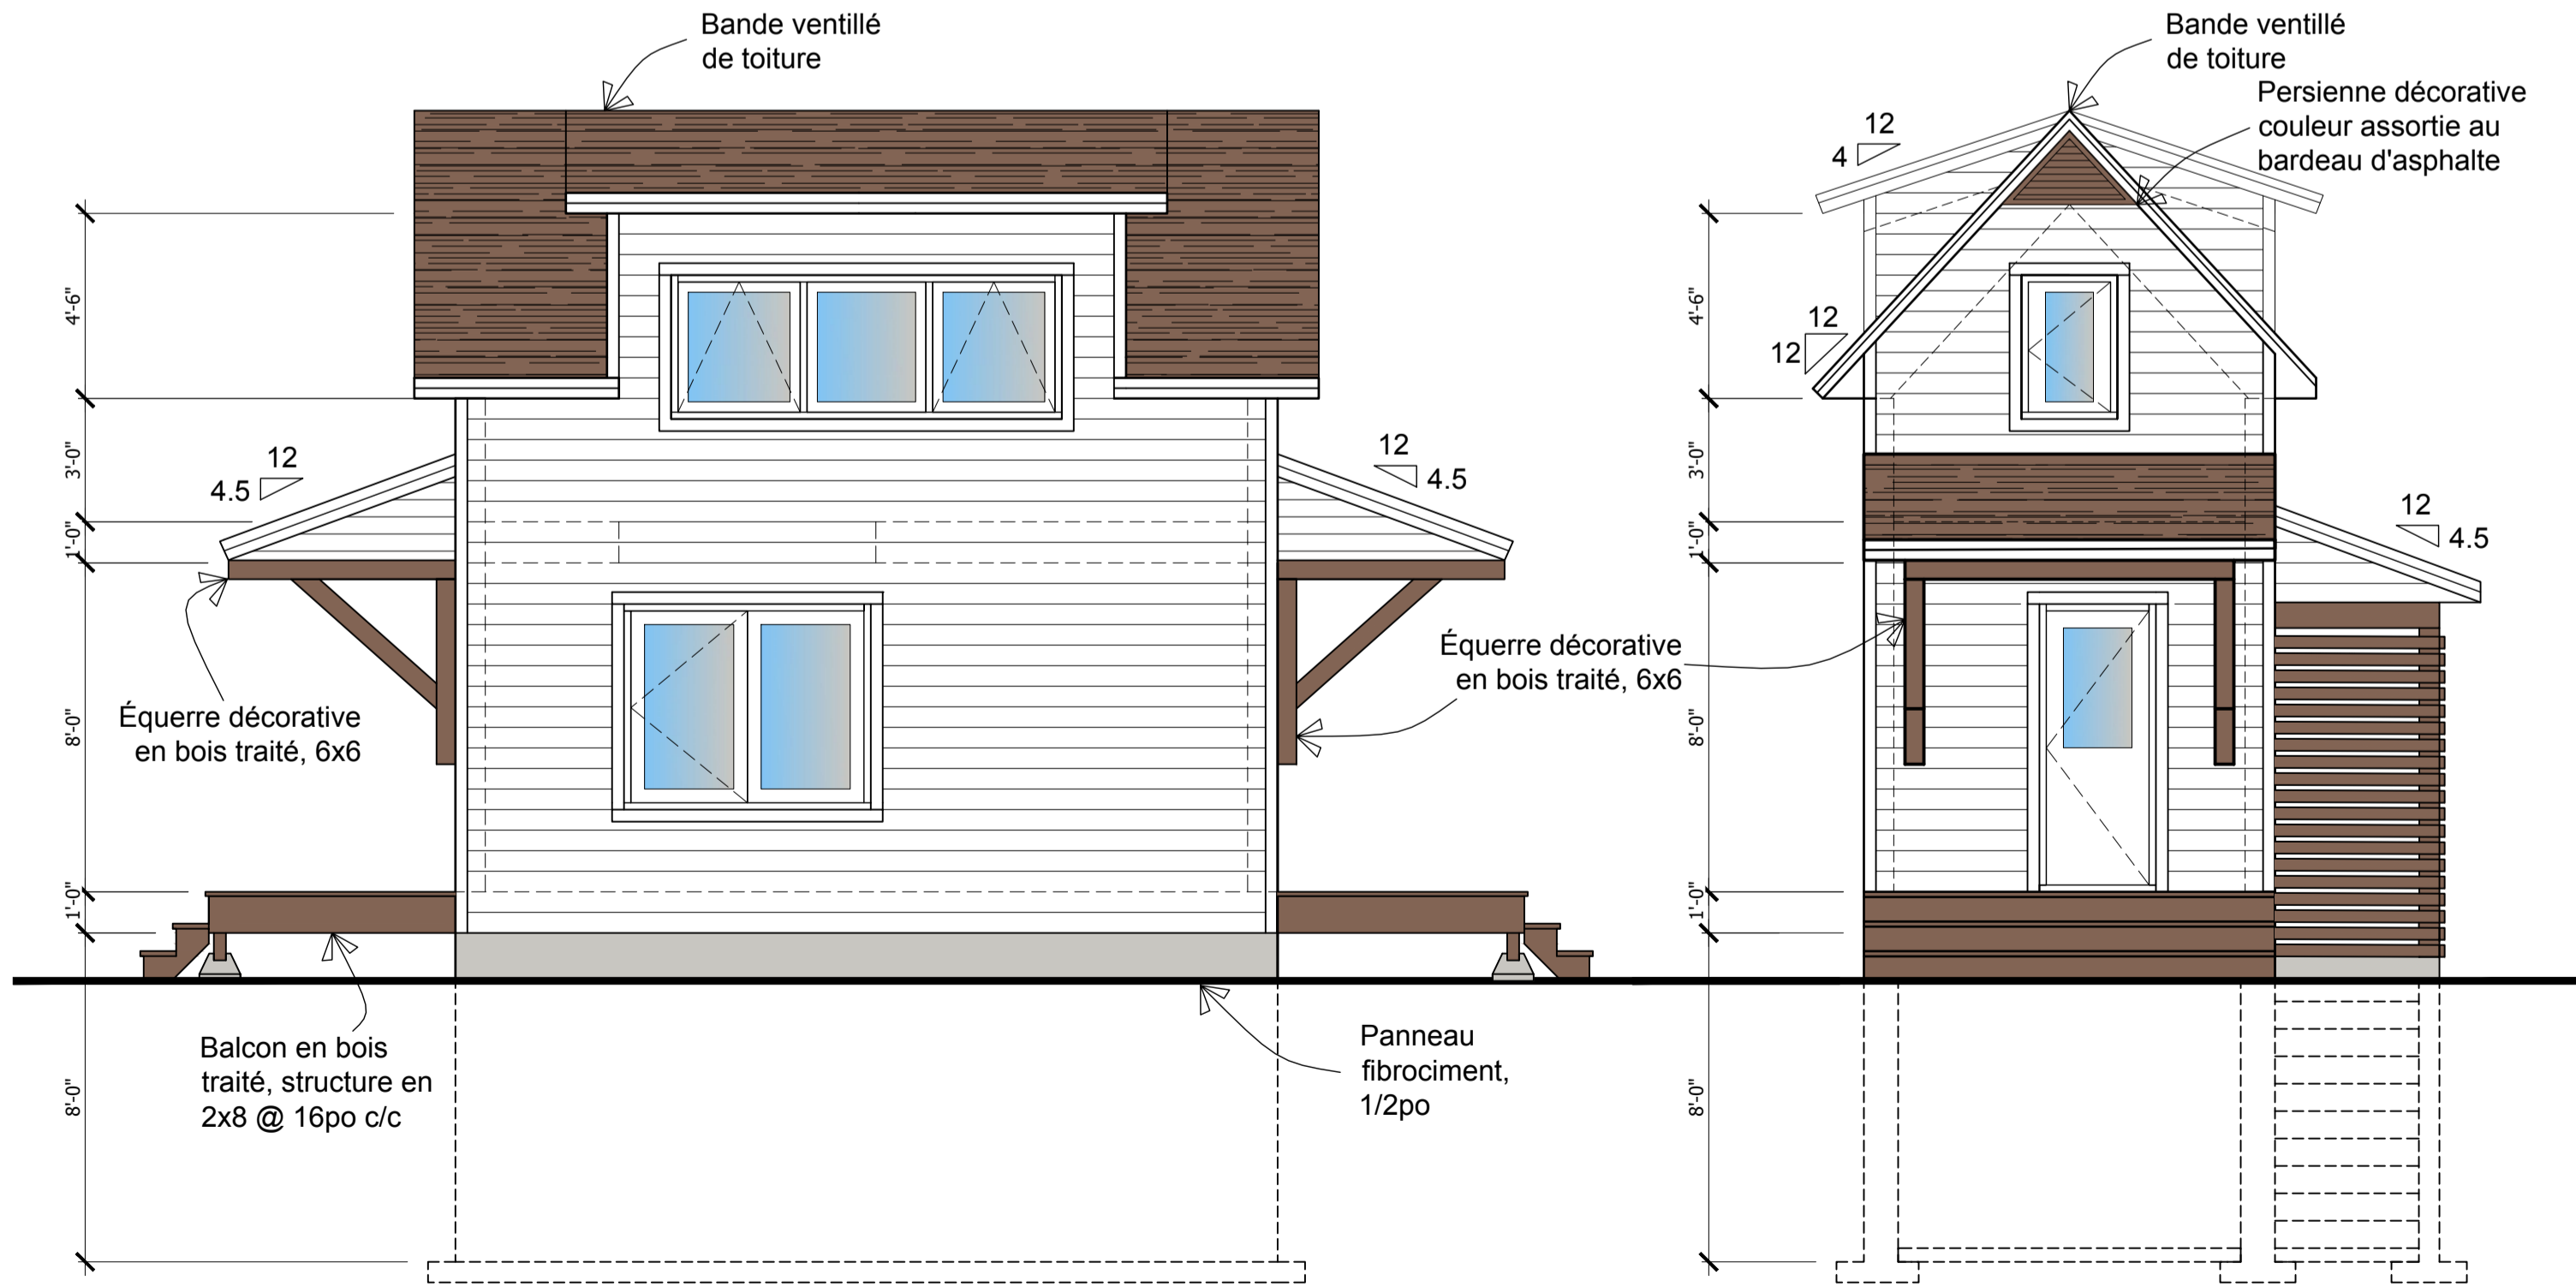 Bande ventillé
de toiture
4'-6"
3'-0"
1'-0"
8'-0"
1'-0"
8'-0"
12
4.5
12
4.5
Équerre décorative
en bois traité, 6x6
Équerre décorative
en bois traité, 6x6
Balcon en bois
traité, structure en
2x8 @ 16po c/c
Panneau
fibrociment,
1/2po
Bande ventillé
de toiture
Persienne décorative
couleur assortie au
bardeau d'asphalte
12
4
12
12
12
4.5
4'-6"
3'-0"
1'-0"
8'-0"
1'-0"
8'-0"